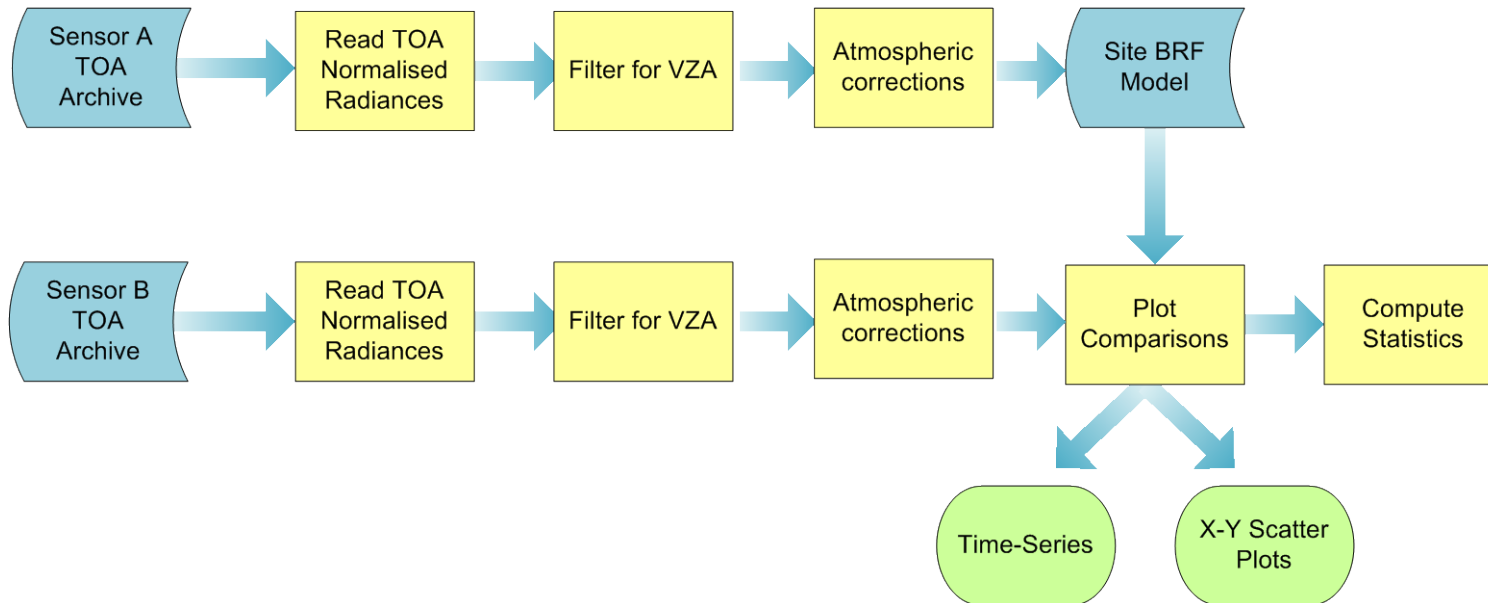 Sensor A
TOA
Archive
Read TOA
Normalised
Radiances
Filter for VZA
Atmospheric
corrections
Site BRF
Model
Sensor B
TOA
Archive
Read TOA
Normalised
Radiances
Filter for VZA
Atmospheric
corrections
Plot
Comparisons
Compute
Statistics
Time-Series
X-Y Scatter
Plots